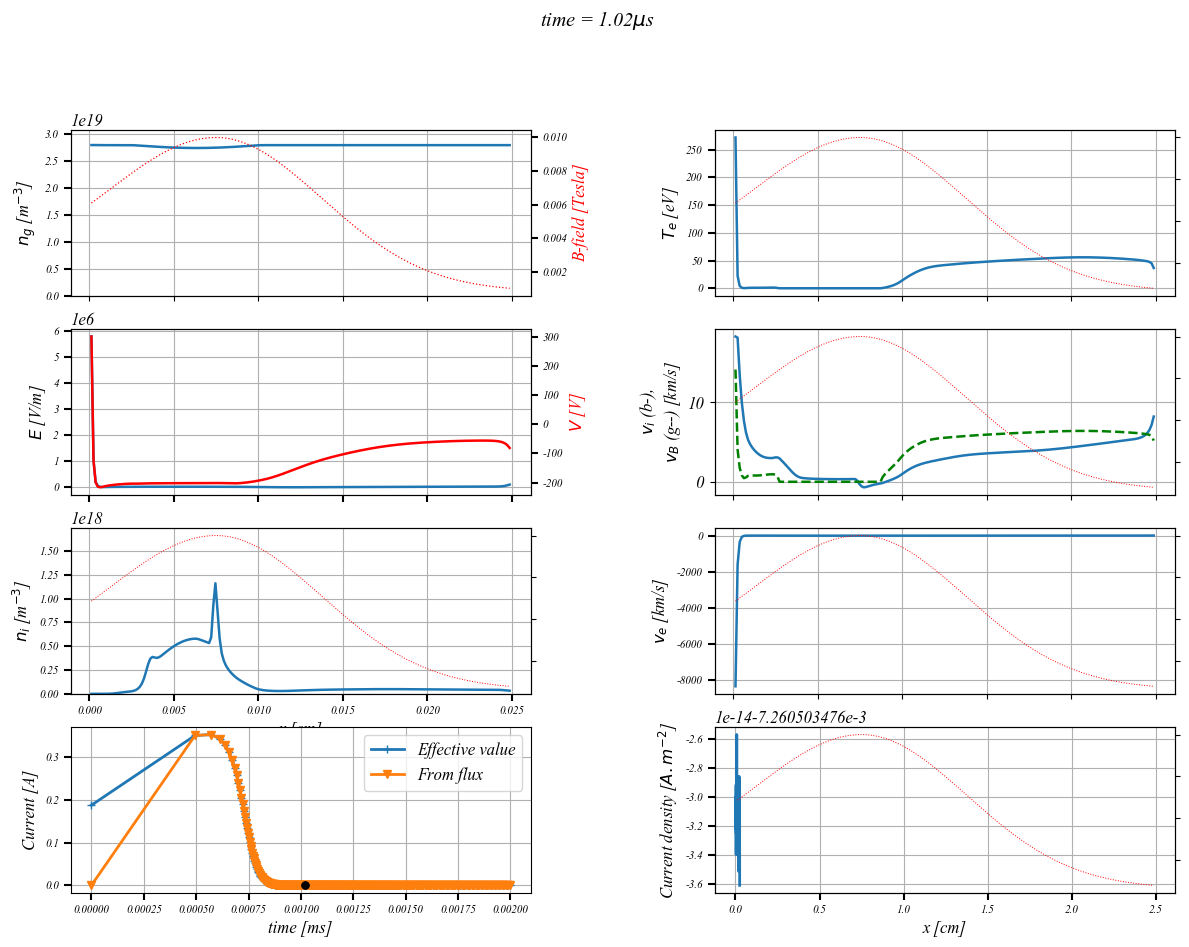 time = 1.02μs
1e19
n_g [m⁻³]
3.0
2.5
2.0
1.5
1.0
0.5
0.0
0.010
0.008
0.006
0.004
0.002
B-field [Tesla]
T_e [eV]
250
200
150
100
50
0
1e6
E [V/m]
6
5
4
3
2
1
0
300
200
100
0
-100
-200
V [V]
v_i (b-),
v_B (g--) [km/s]
10
0
1e18
n_i [m⁻³]
1.50
1.25
1.00
0.75
0.50
0.25
0.00
0.000 0.005 0.010 0.015 0.020 0.025
v_e [km/s]
0
-2000
-4000
-6000
-8000
Current [A]
0.3
0.2
0.1
0.0
Effective value
From flux
0.00000 0.00025 0.00050 0.00075 0.00100 0.00125 0.00150 0.00175 0.00200
time [ms]
1e-14-7.260503476e-3
Current density [A.m⁻²]
-2.6
-2.8
-3.0
-3.2
-3.4
-3.6
0.0 0.5 1.0 1.5 2.0 2.5
x [cm]